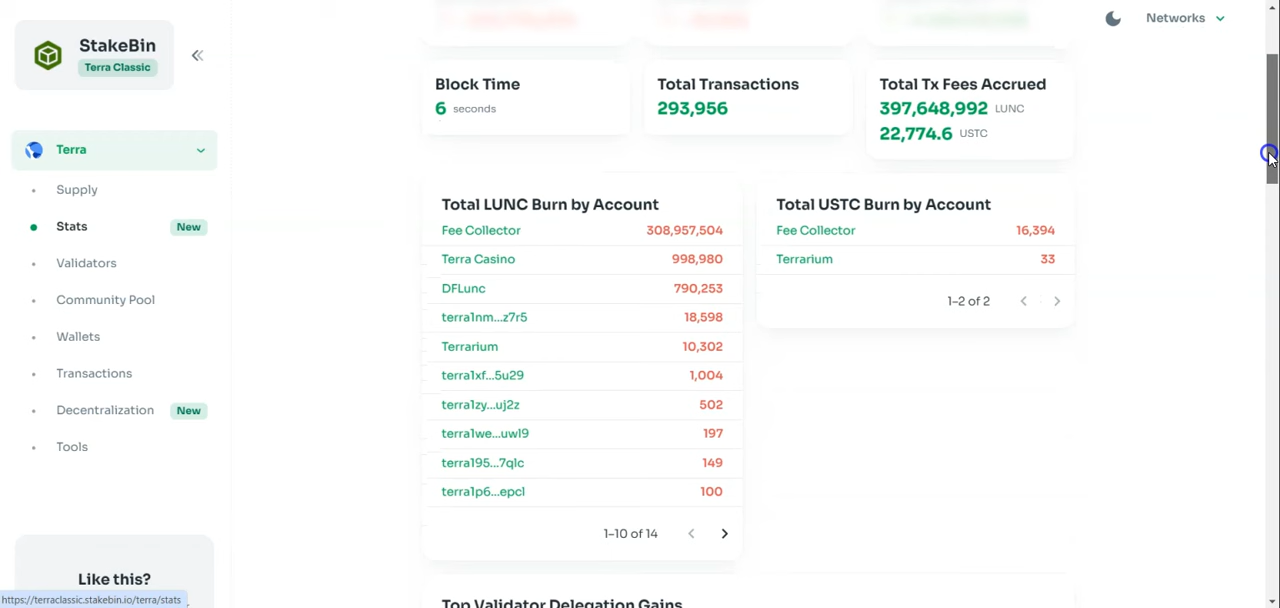 StakeBin
Terra Classic
Networks
Terra
Supply
Stats New
Validators
Community Pool
Wallets
Transactions
Decentralization New
Tools
Like this?
https://terraclassic.stakebin.io/terra/stats
Block Time
6 seconds
Total Transactions
293,956
Total Tx Fees Accrued
397,648,992 LUNC
22,774.6 USTC
Total LUNC Burn by Account
Fee Collector 308,957,504
Terra Casino 998,980
DFLunc 790,253
terra1nm...z7r5 18,598
Terrarium 10,302
terra1xf...5u29 1,004
terra1zy...uj2z 502
terra1we...uwl9 197
terra195...7qlc 149
terra1p6...epcl 100
1–10 of 14
Total USTC Burn by Account
Fee Collector 16,394
Terrarium 33
1–2 of 2
Top Validator Delegation Gains